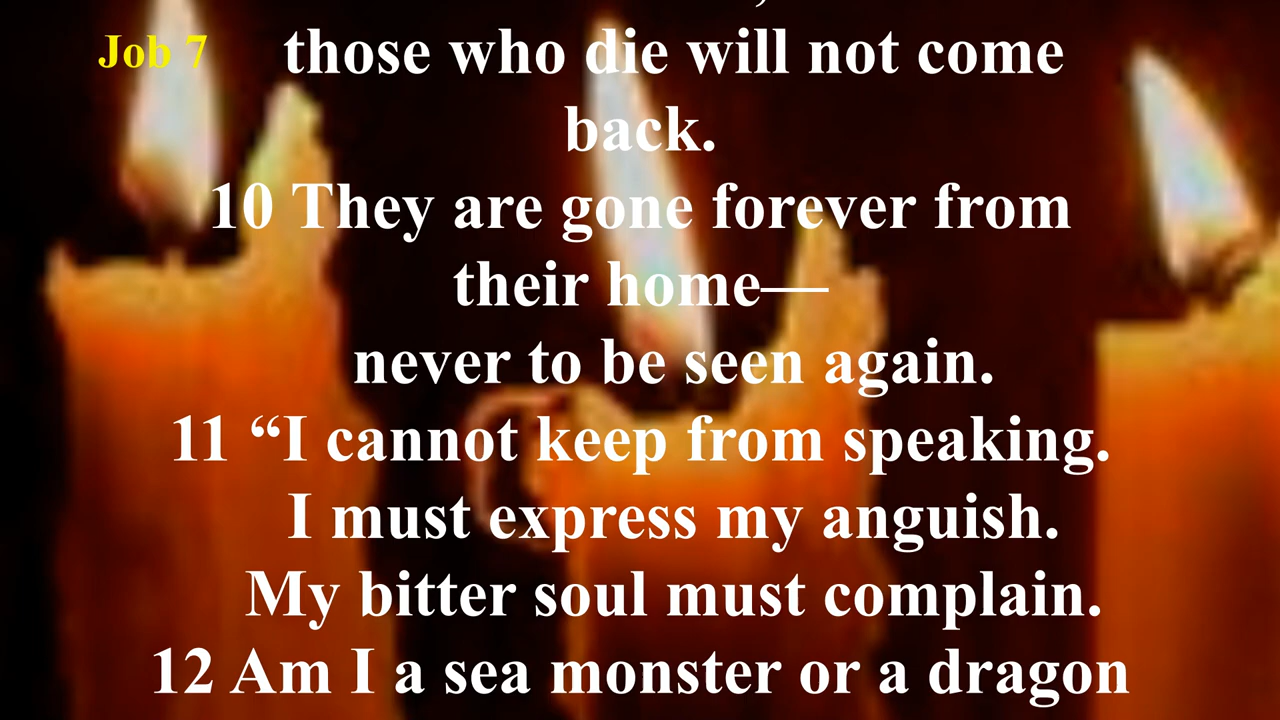 Job 7
those who die will not come
back.
10 They are gone forever from
their home—
never to be seen again.
11 “I cannot keep from speaking.
I must express my anguish.
My bitter soul must complain.
12 Am I a sea monster or a dragon